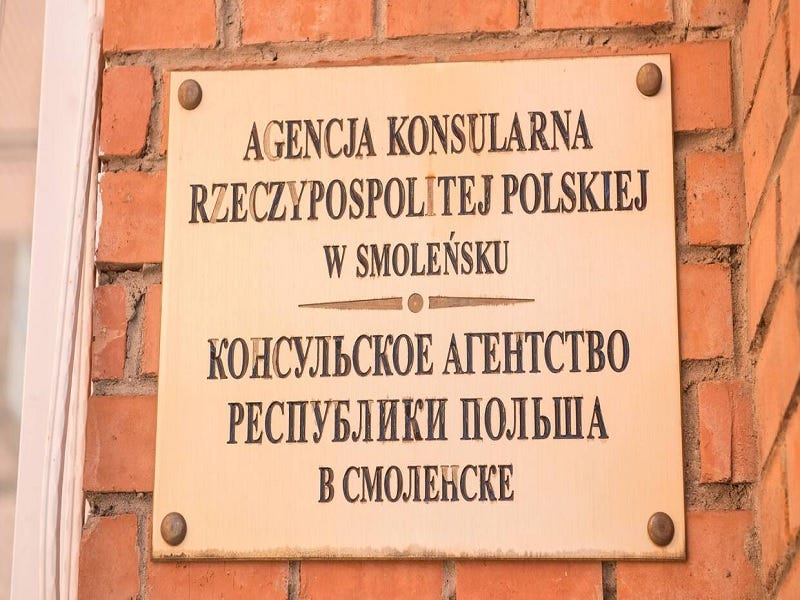 AGENCJA KONSULARNA
RZECZYPOSPOLITEJ POLSKIEJ
W SMOLEŃSKU
КОНСУЛЬСКОЕ АГЕНТСТВО
РЕСПУБЛИКИ ПОЛЬША
В СМОЛЕНСКЕ